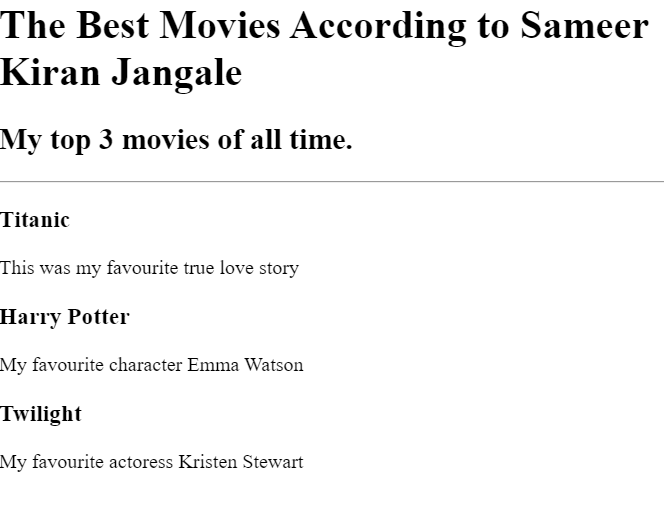 The Best Movies According to Sameer
Kiran Jangale
My top 3 movies of all time.
Titanic
This was my favourite true love story
Harry Potter
My favourite character Emma Watson
Twilight
My favourite actoress Kristen Stewart